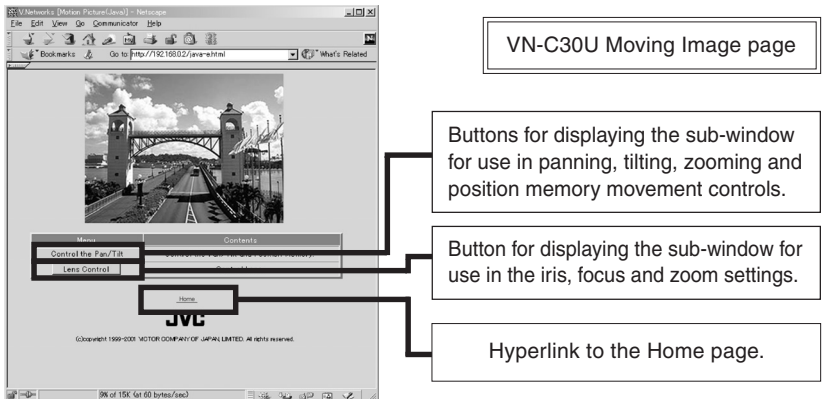 V.Networks [Motion Picture(Java)] - Netscape
File Edit View Go Communicator Help
Bookmarks Go to http://192.168.0.2/java-e.html What's Related
VN-C30U Moving Image page
Buttons for displaying the sub-window
for use in panning, tilting, zooming and
position memory movement controls.
Menu Contents
Control the Pan/Tilt
Lens Control
Button for displaying the sub-window for
use in the iris, focus and zoom settings.
Home
JVC
(c)copyright 1999-2001 VICTOR COMPANY OF JAPAN, LIMITED. All rights reserved.
Hyperlink to the Home page.
9% of 15K (at 60 bytes/sec)